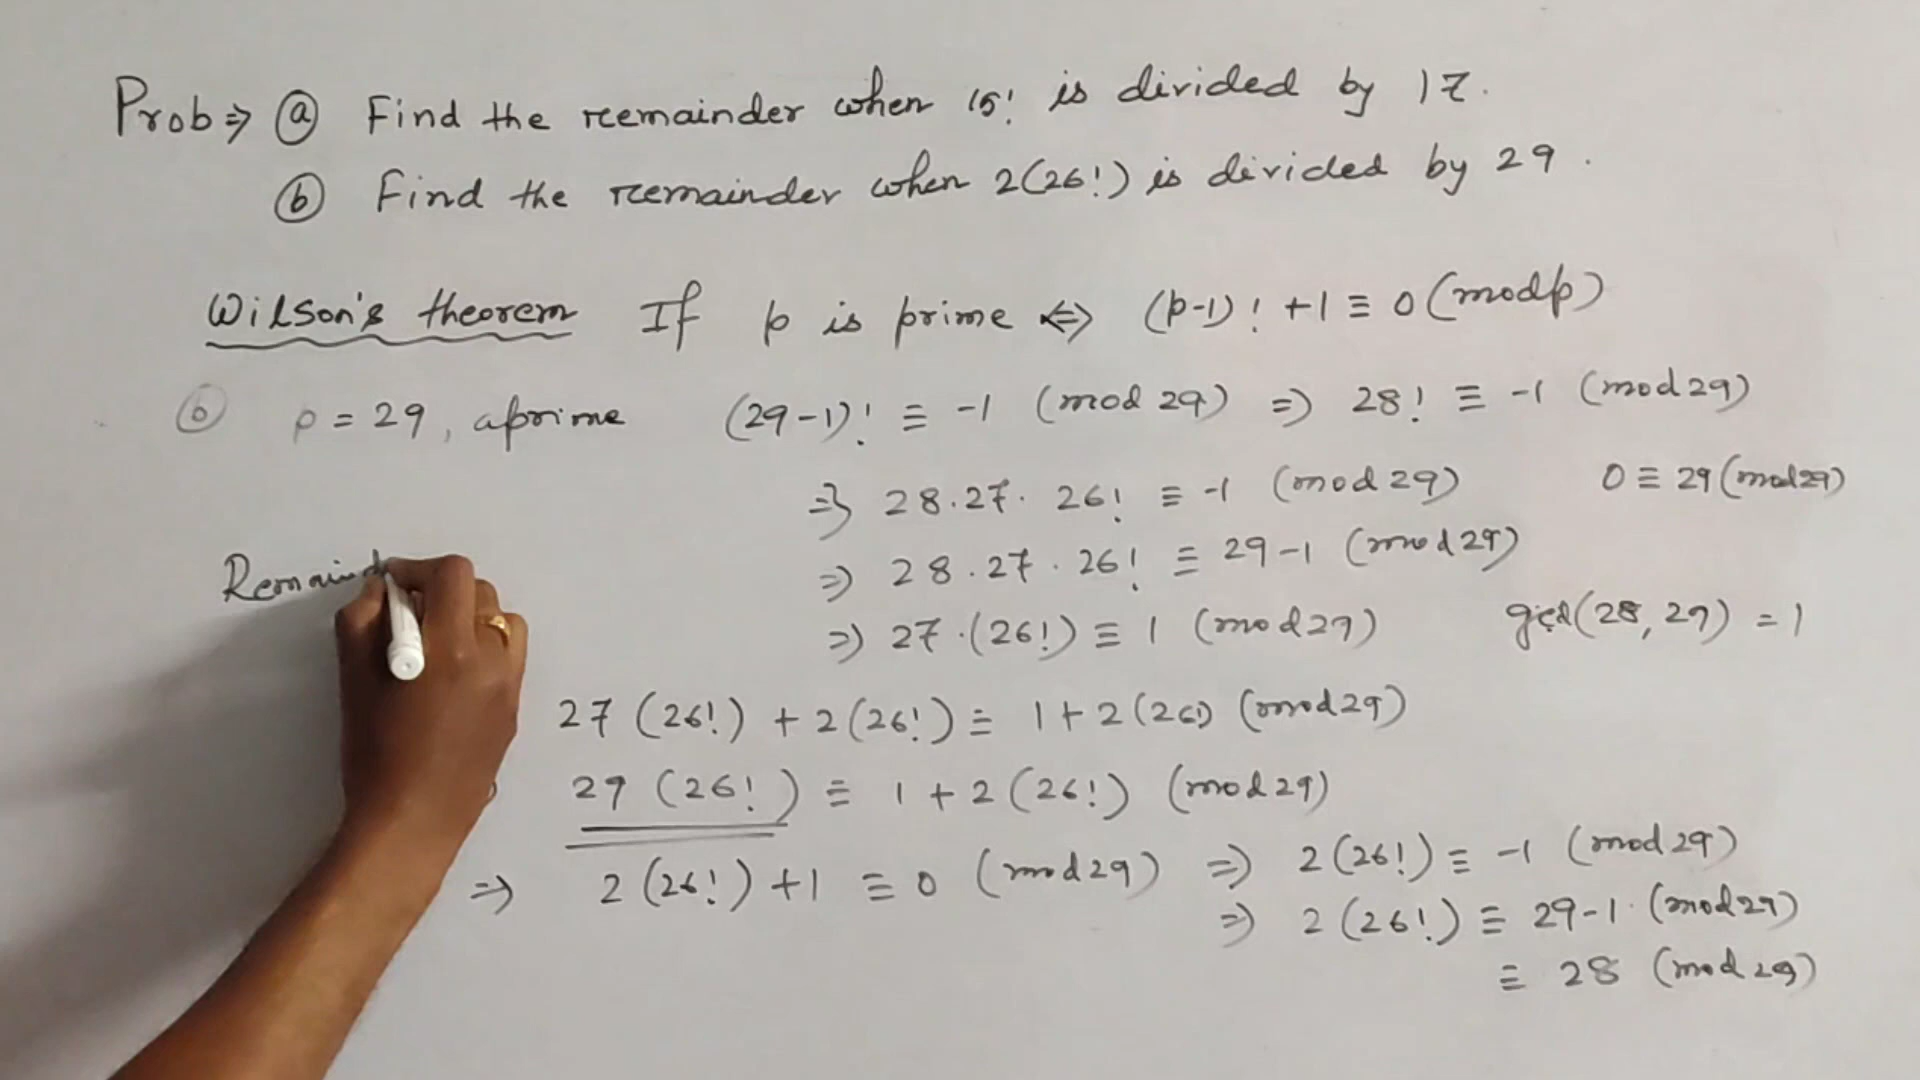 Prob ⇒ ⓐ Find the remainder when 15! is divided by 17.
ⓑ Find the remainder when 2(26!) is divided by 29.
Wilson's theorem If p is prime ⇔ (p-1)! + 1 ≡ 0 (mod p)
ⓑ p = 29, a prime (29-1)! ≡ -1 (mod 29) ⇒ 28! ≡ -1 (mod 29)
⇒ 28.27. 26! ≡ -1 (mod 29) 0 ≡ 29 (mod 29)
⇒ 28.27.26! ≡ 29-1 (mod 29)
Remaind
⇒ 27.(26!) ≡ 1 (mod 29) gcd(28, 29) = 1
27 (26!) + 2(26!) ≡ 1 + 2(26!) (mod 29)
29 (26!) ≡ 1 + 2(26!) (mod 29)
⇒ 2(26!) + 1 ≡ 0 (mod 29) ⇒ 2(26!) ≡ -1 (mod 29)
⇒ 2(26!) ≡ 29-1. (mod 29)
≡ 28 (mod 29)